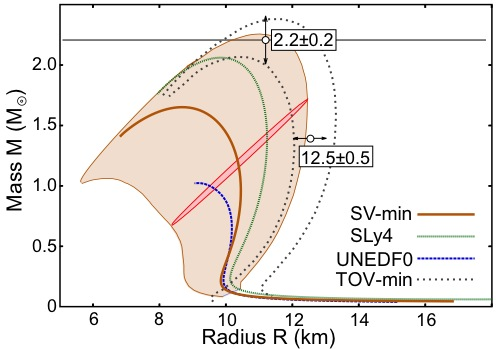 2.2±0.2
12.5±0.5
Mass M (M⊙)
2.0
1.5
1.0
0.5
0
SV-min
SLy4
UNEDF0
TOV-min
6 8 10 12 14 16
Radius R (km)